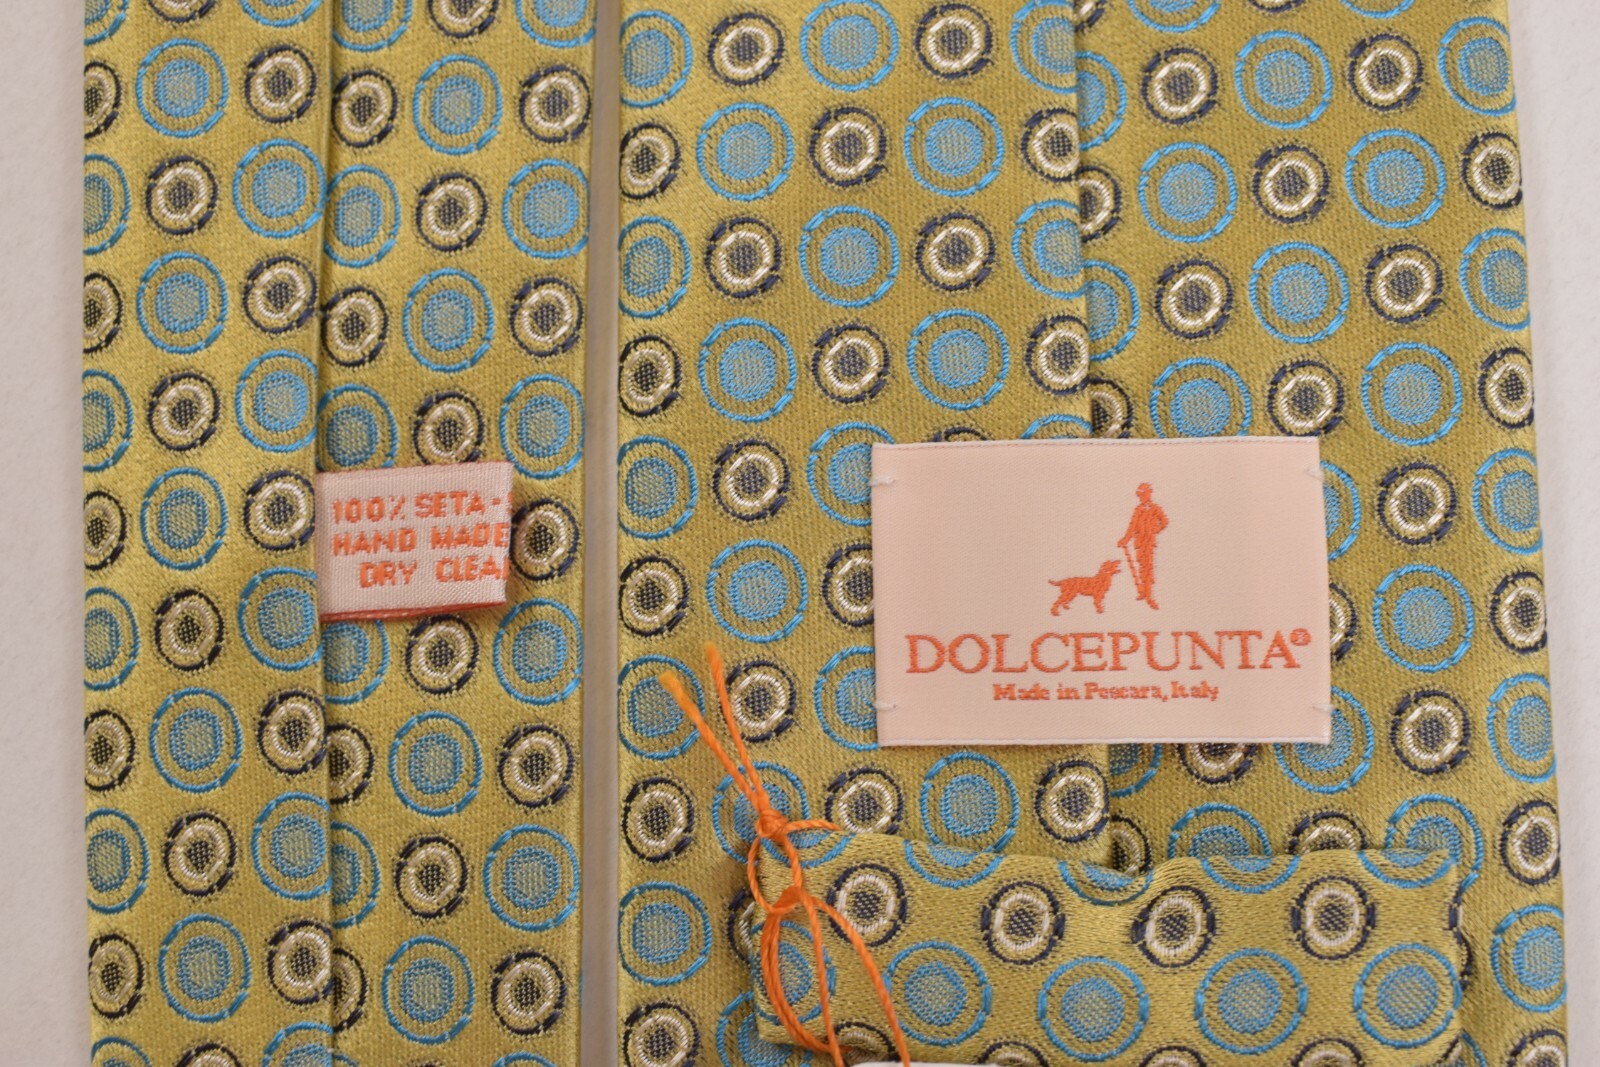 100% SETA -
HAND MADE
DRY CLEA
DOLCEPUNTA®
Made in Pescara, Italy